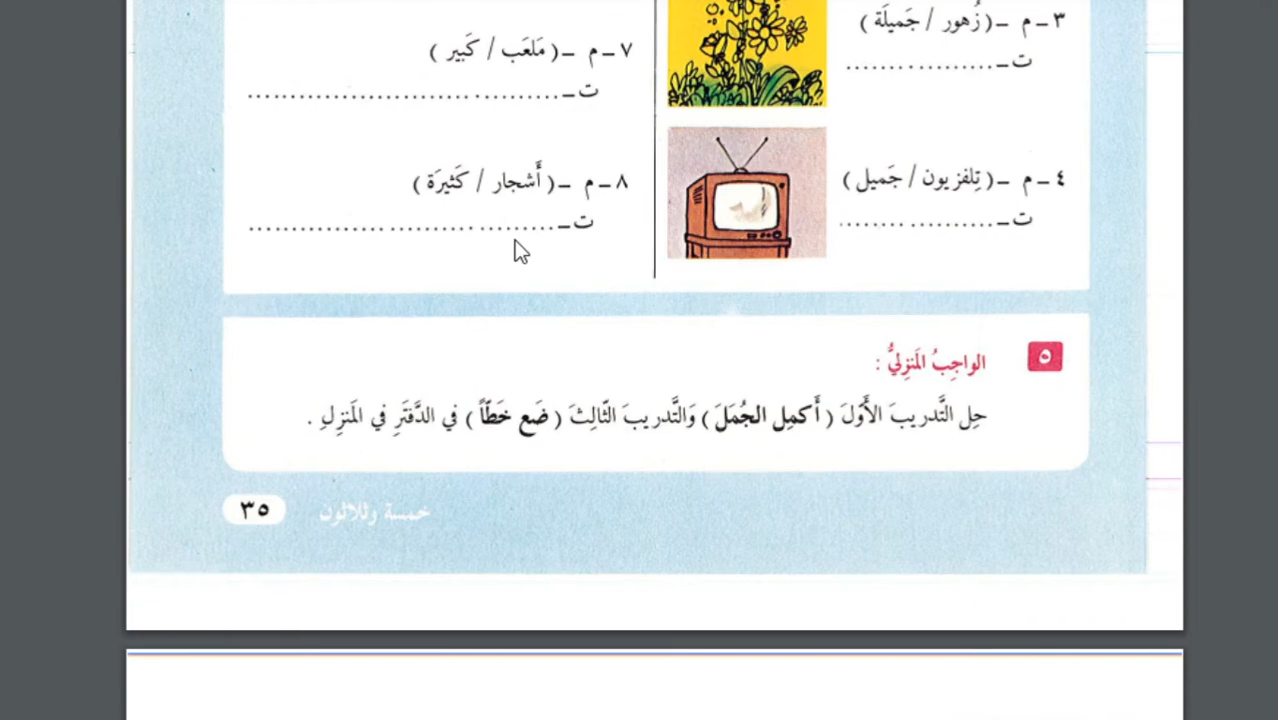 ٣ ـ م ـ ( زُهور / جَميلَة )
ت ـ ....................
٤ ـ م ـ ( تِلفزيون / جَميل )
ت ـ ....................
٧ ـ م ـ ( مَلعَب / كَبير )
ت ـ ........................................
٨ ـ م ـ ( أَشجار / كَثيرَة )
ت ـ ........................................
٥
الواجِبُ المَنزِليُّ :
حِل التَّدريبَ الأَوّلَ ( أَكمِل الجُمَلَ ) وَالتَّدريبَ الثّالِثَ ( ضَع خَطّاً ) في الدَّفتَرِ في المَنزِلِ .
خمسة وثلاثون ٣٥